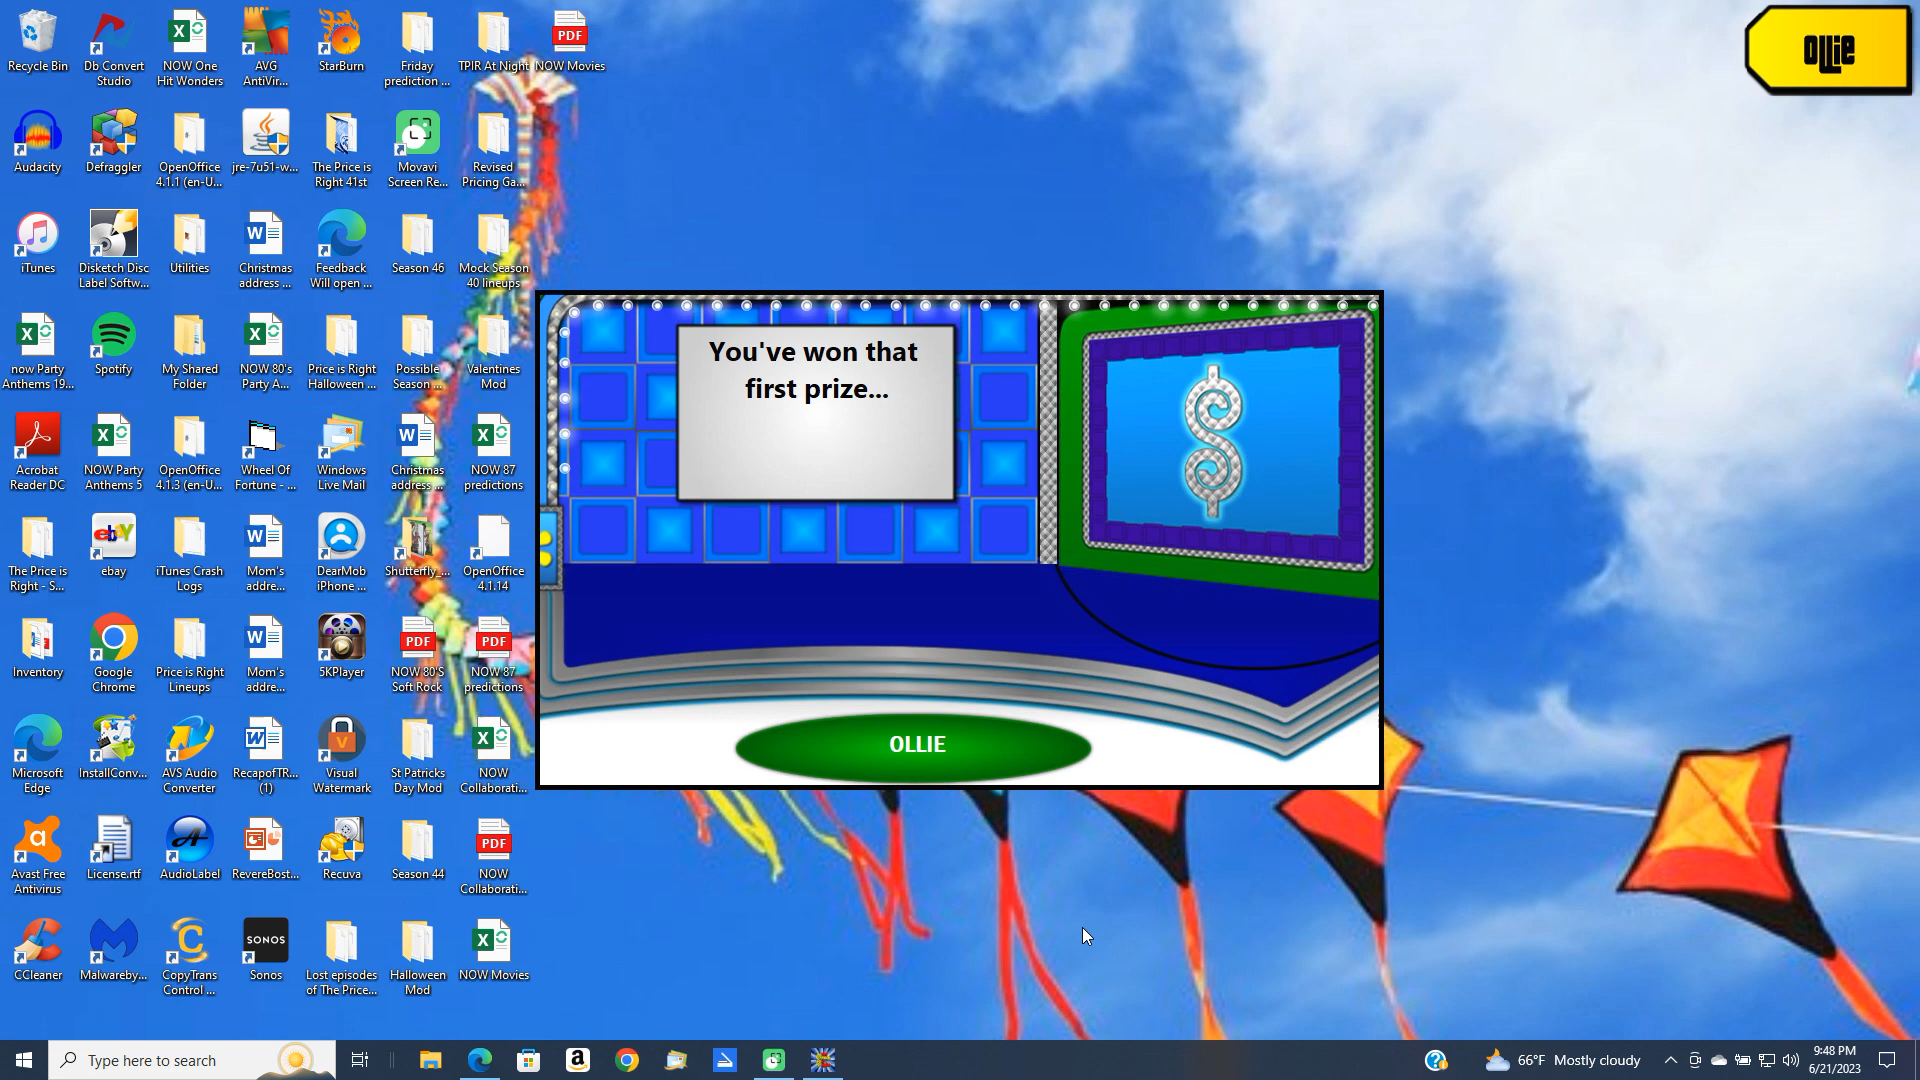 Recycle Bin
Db Convert
Studio
NOW One
Hit Wonders
AVG
AntiVir...
StarBurn
Friday
prediction ...
TPIR At Night
NOW Movies
OLLIE
Audacity
Defraggler
OpenOffice
4.1.1 (en-U...
jre-7u51-w...
The Price is
Right 41st
Movavi
Screen Re...
Revised
Pricing Ga...
iTunes
Disketch Disc
Label Softw...
Utilities
Christmas
address ...
Feedback
Will open ...
Season 46
Mock Season
40 lineups
now Party
Anthems 19...
Spotify
My Shared
Folder
NOW 80's
Party A...
Price is Right
Halloween ...
Possible
Season ...
Valentines
Mod
You've won that
first prize...
Acrobat
Reader DC
NOW Party
Anthems 5
OpenOffice
4.1.3 (en-U...
Wheel Of
Fortune - ...
Windows
Live Mail
Christmas
address ...
NOW 87
predictions
The Price is
Right - S...
ebay
iTunes Crash
Logs
Mom's
addre...
DearMob
iPhone ...
Shutterfly_...
OpenOffice
4.1.14
Inventory
Google
Chrome
Price is Right
Lineups
Mom's
addre...
5KPlayer
NOW 80'S
Soft Rock
NOW 87
predictions
OLLIE
Microsoft
Edge
InstallConv...
AVS Audio
Converter
RecapofTR...
(1)
Visual
Watermark
St Patricks
Day Mod
NOW
Collaborati...
Avast Free
Antivirus
License.rtf
AudioLabel
RevereBost...
Recuva
Season 44
NOW
Collaborati...
CCleaner
Malwareby...
CopyTrans
Control ...
SONOS
Sonos
Lost episodes
of The Price...
Halloween
Mod
NOW Movies
PDF
PDF
PDF
PDF
Type here to search
66°F Mostly cloudy
9:48 PM
6/21/2023